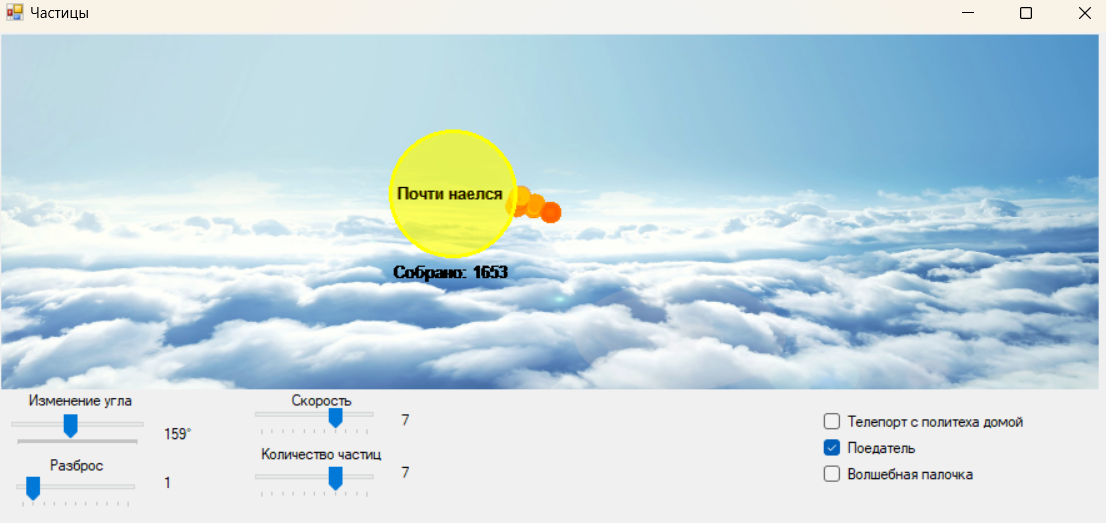 Частицы
Почти наелся
Собрано: 1653
Изменение угла
159°
Разброс
1
Скорость
7
Количество частиц
7
Телепорт с политеха домой
Поедатель
Волшебная палочка